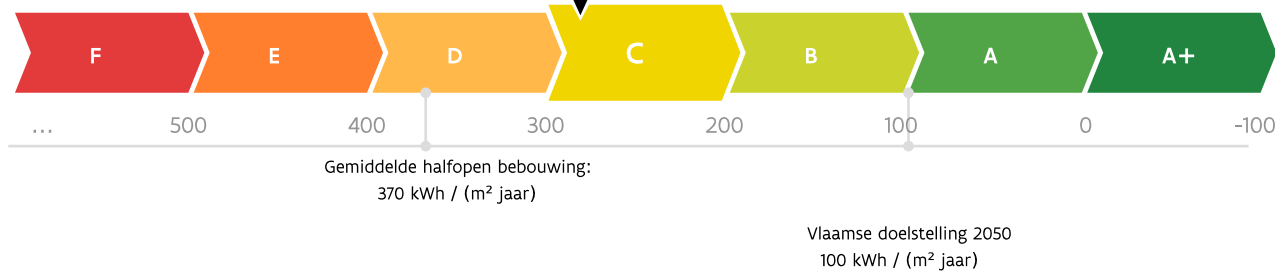 F E D C B A A+
... 500 400 300 200 100 0 -100
Gemiddelde halfopen bebouwing:
370 kWh / (m² jaar)
Vlaamse doelstelling 2050
100 kWh / (m² jaar)